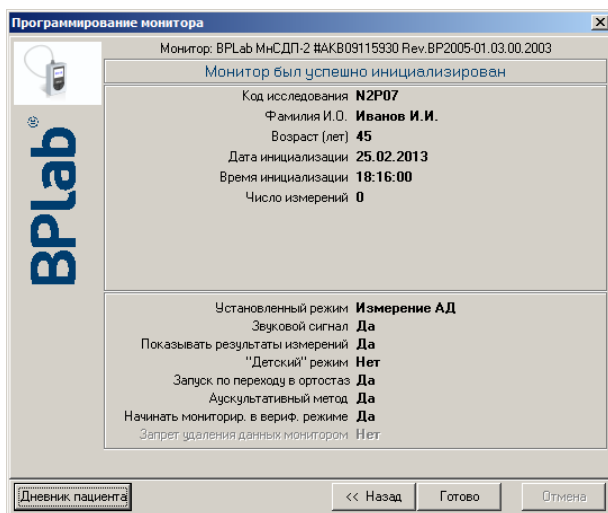 Программирование монитора
Монитор: BPLab МнСДП-2 #AKB09115930 Rev.BP2005-01.03.00.2003
Монитор был успешно инициализирован
BPLab
Код исследования N2P07
Фамилия И.О. Иванов И.И.
Возраст (лет) 45
Дата инициализации 25.02.2013
Время инициализации 18:16:00
Число измерений 0
Установленный режим Измерение АД
Звуковой сигнал Да
Показывать результаты измерений Да
"Детский" режим Нет
Запуск по переходу в ортостаз Да
Аускультативный метод Да
Начинать мониторир. в вериф. режиме Да
Запрет удаления данных монитором Нет
Дневник пациента
<< Назад
Готово
Отмена